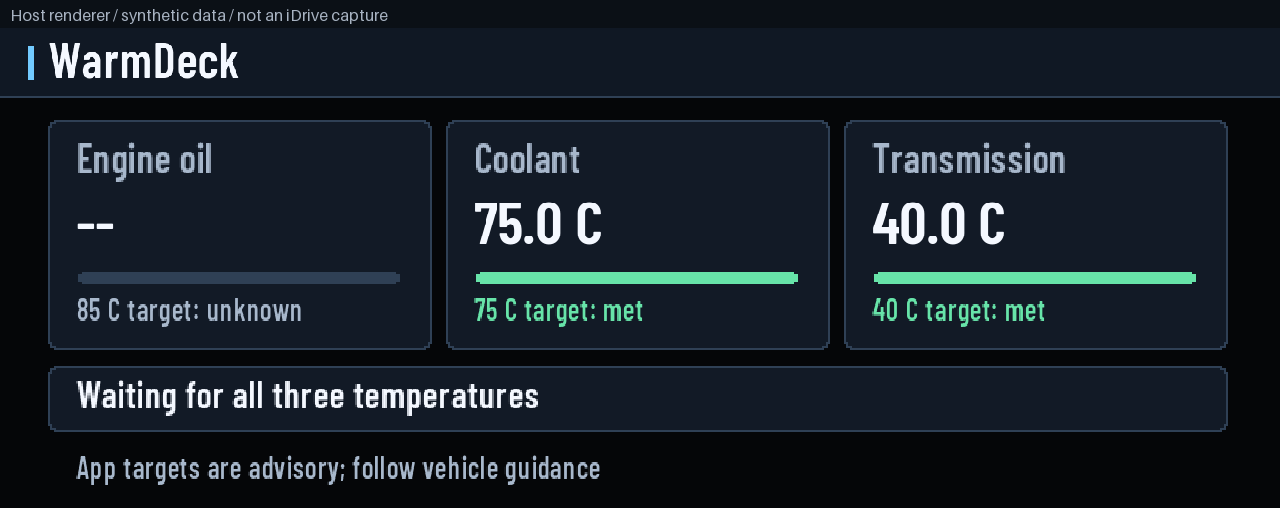 Host renderer / synthetic data / not an iDrive capture
WarmDeck
Engine oil
--
85 C target: unknown
Coolant
75.0 C
75 C target: met
Transmission
40.0 C
40 C target: met
Waiting for all three temperatures
App targets are advisory; follow vehicle guidance